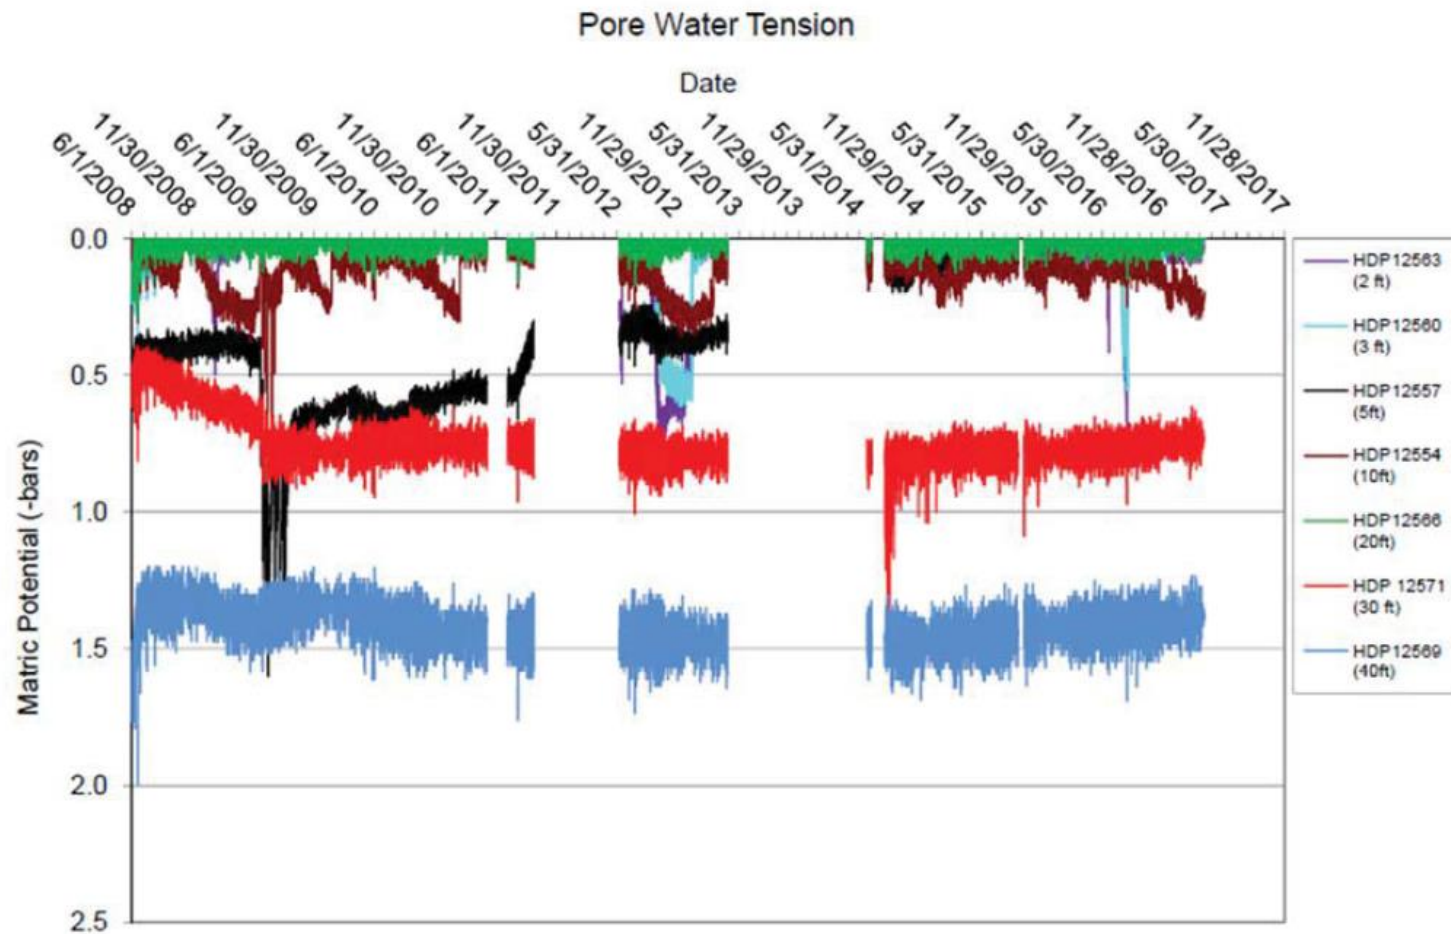 Pore Water Tension
Date
6/1/2008
11/30/2008
6/1/2009
11/30/2009
6/1/2010
11/30/2010
6/1/2011
11/30/2011
5/31/2012
11/29/2012
5/31/2013
11/29/2013
5/31/2014
11/29/2014
5/31/2015
11/29/2015
5/30/2016
11/28/2016
5/30/2017
11/28/2017
Matric Potential (-bars)
0.0
0.5
1.0
1.5
2.0
2.5
HDP12563
(2 ft)
HDP12560
(3 ft)
HDP12557
(5ft)
HDP12554
(10ft)
HDP12566
(20ft)
HDP 12571
(30 ft)
HDP12569
(40ft)